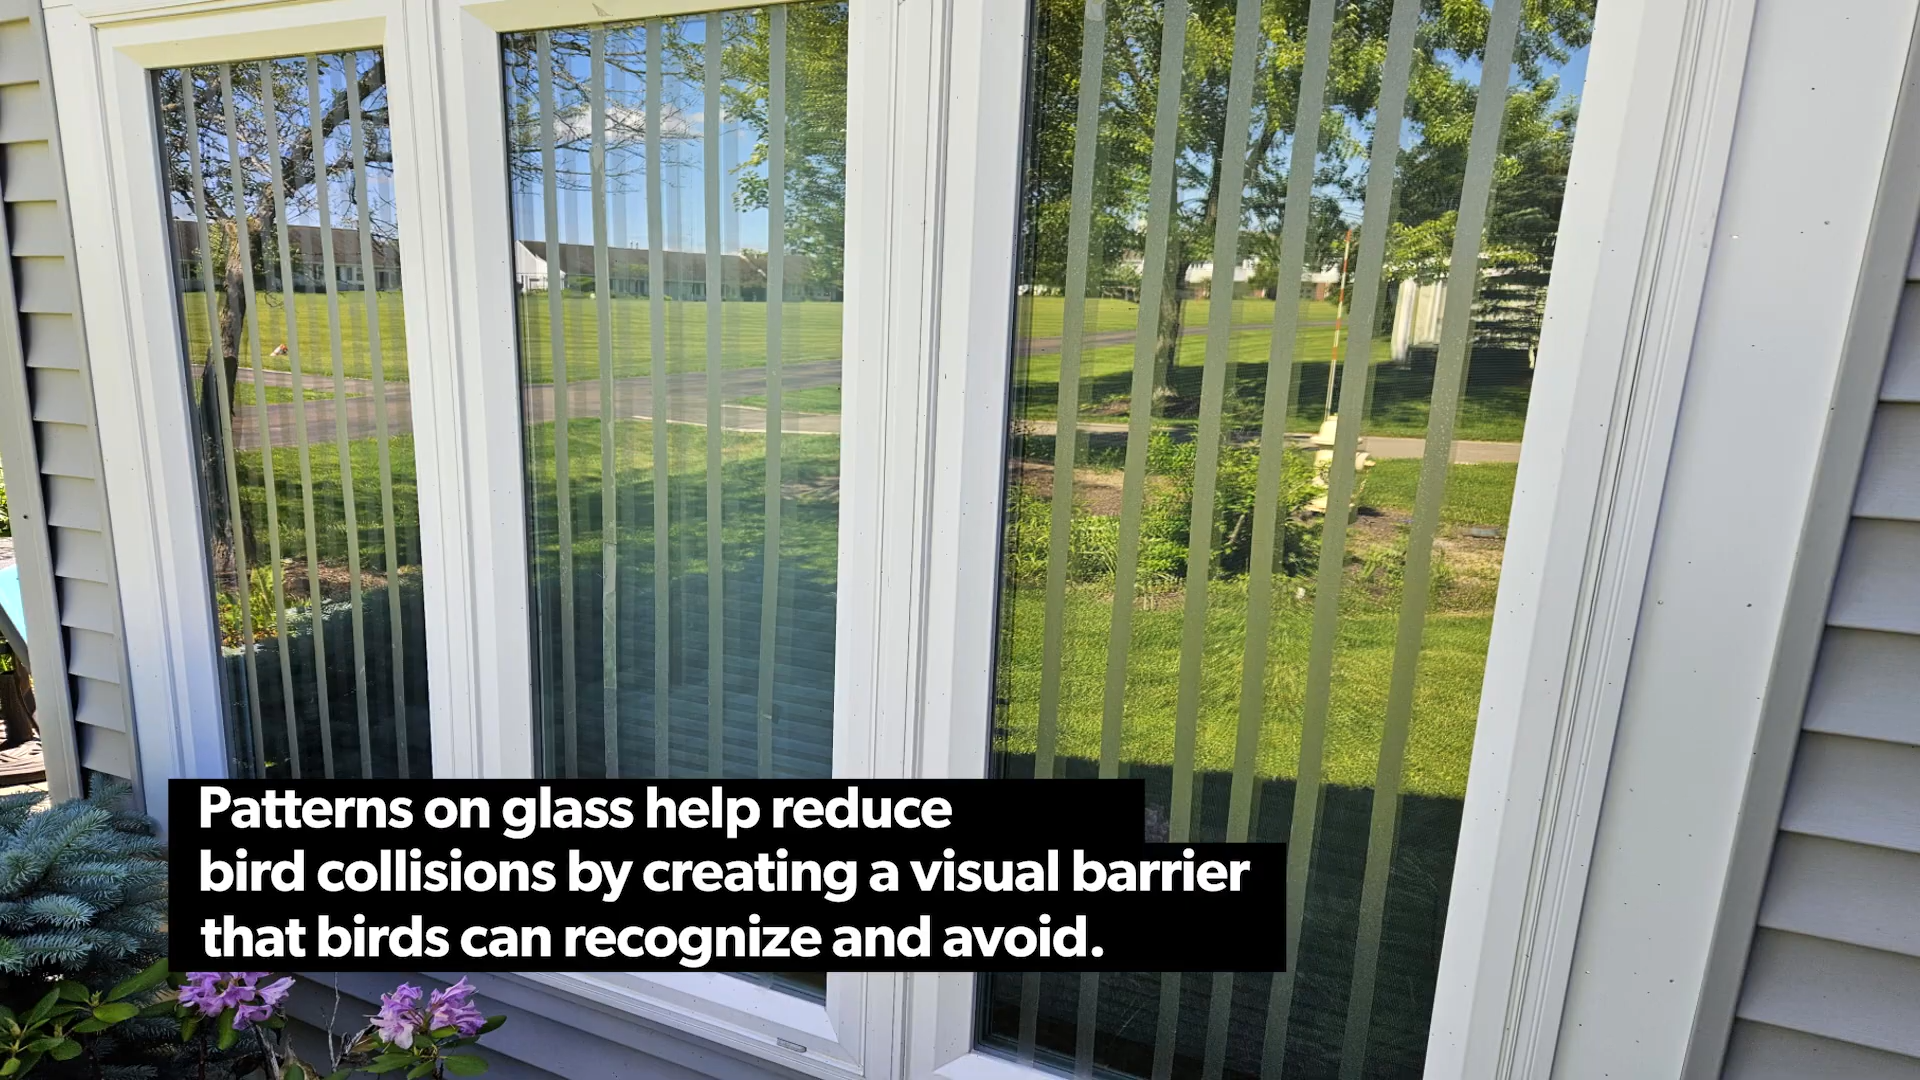 Patterns on glass help reduce
bird collisions by creating a visual barrier
that birds can recognize and avoid.